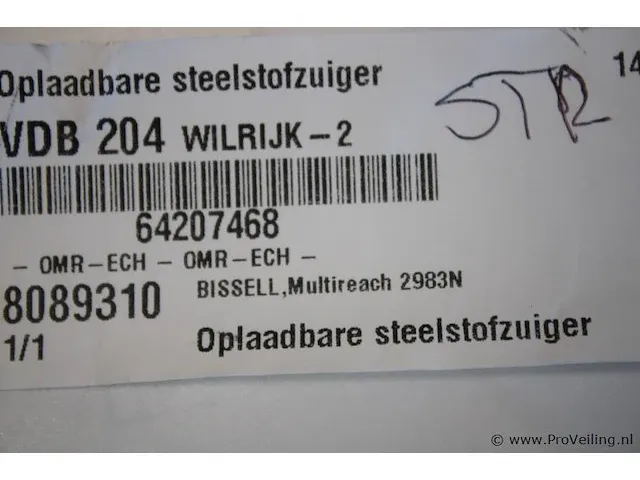 Oplaadbare steelstofzuiger
14
VDB 204 WILRIJK-2
STR
64207468
- OMR-ECH - OMR-ECH -
8089310
BISSELL,Multireach 2983N
1/1
Oplaadbare steelstofzuiger
© www.ProVeiling.nl